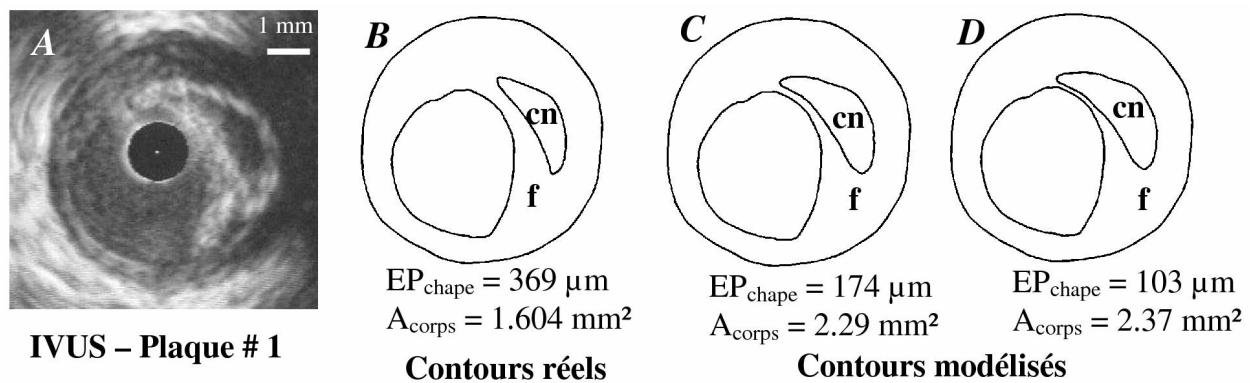 A
1 mm
IVUS – Plaque # 1
B
cn
f
EPchape = 369 µm
Acorps = 1.604 mm²
Contours réels
C
cn
f
EPchape = 174 µm
Acorps = 2.29 mm²
D
cn
f
EPchape = 103 µm
Acorps = 2.37 mm²
Contours modélisés